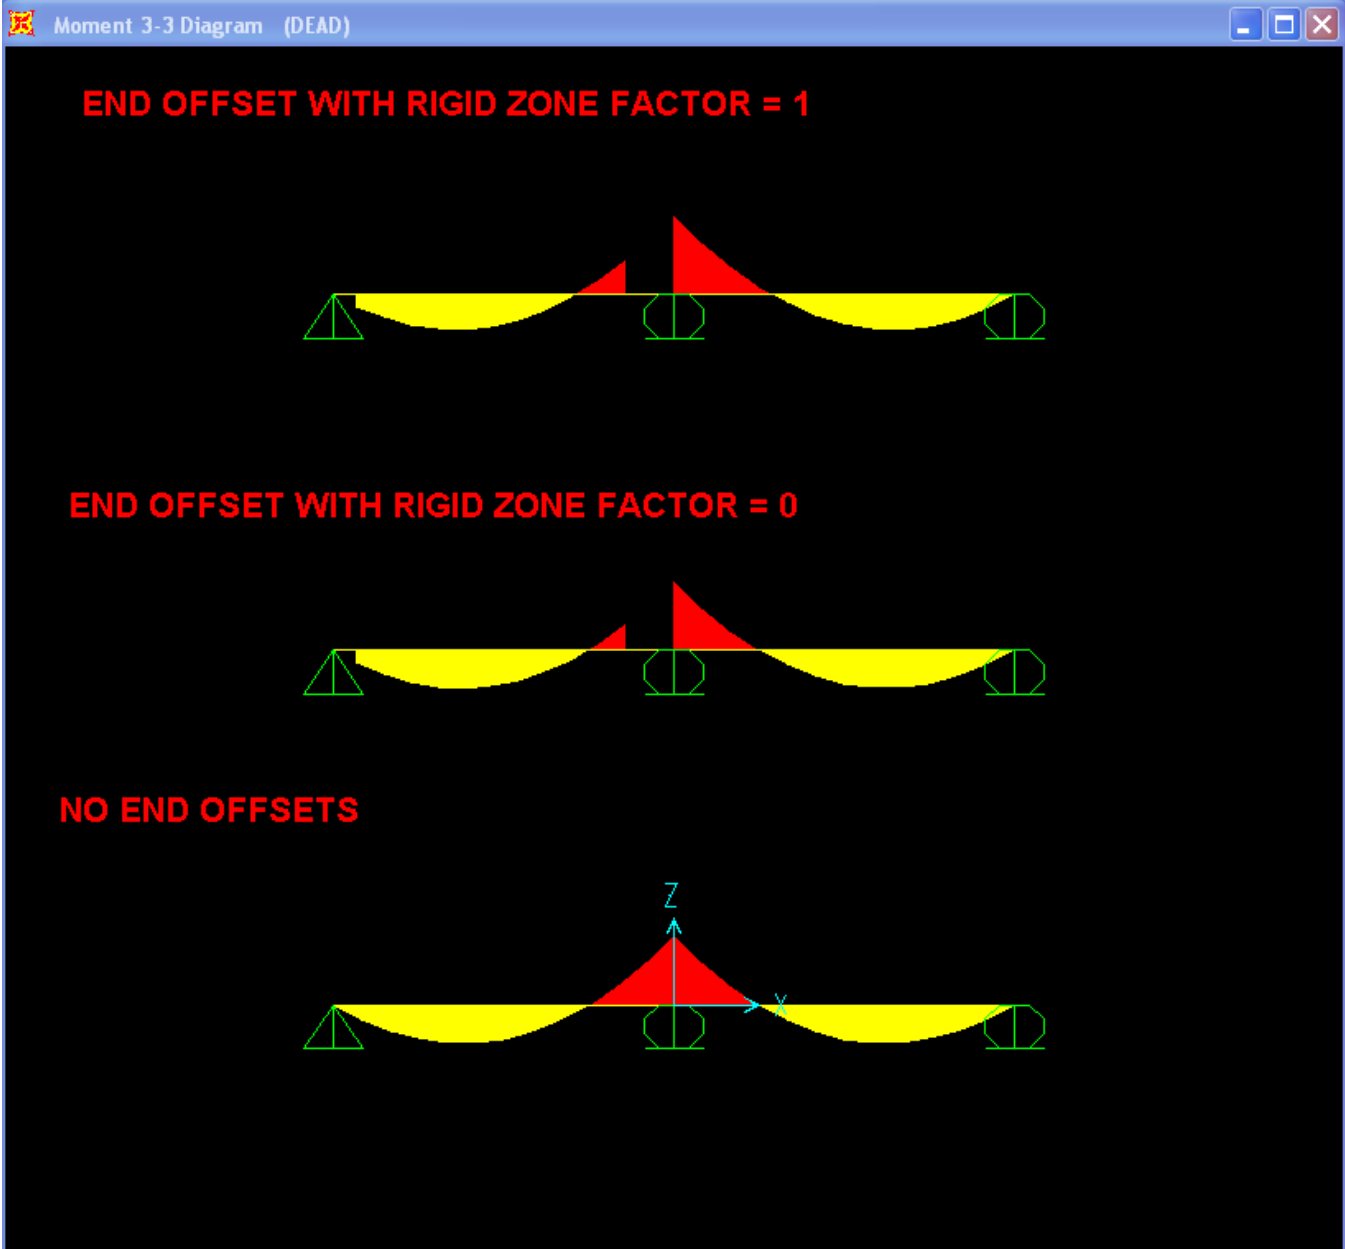 Moment 3-3 Diagram (DEAD)
END OFFSET WITH RIGID ZONE FACTOR = 1
END OFFSET WITH RIGID ZONE FACTOR = 0
NO END OFFSETS
Z
X